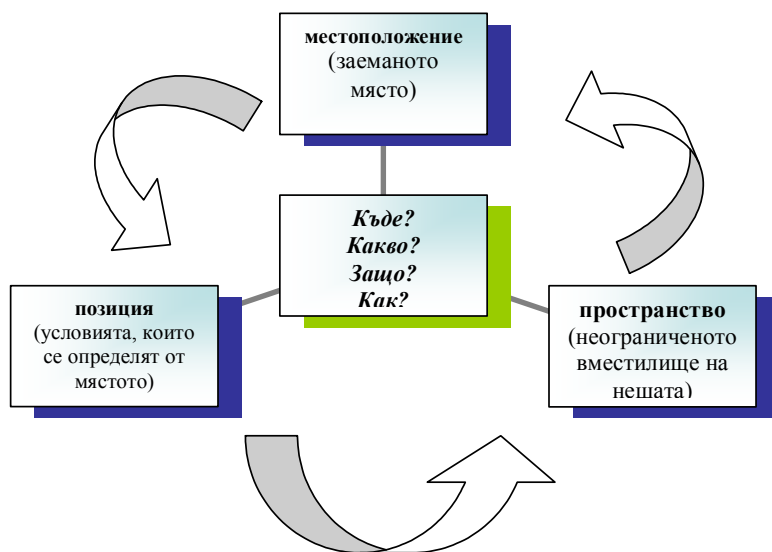 местоположение
(заеманото
място)
Къде?
Какво?
Защо?
Как?
позиция
(условията, които
се определят от
мястото)
пространство
(неограниченото
вместилище на
нещата)